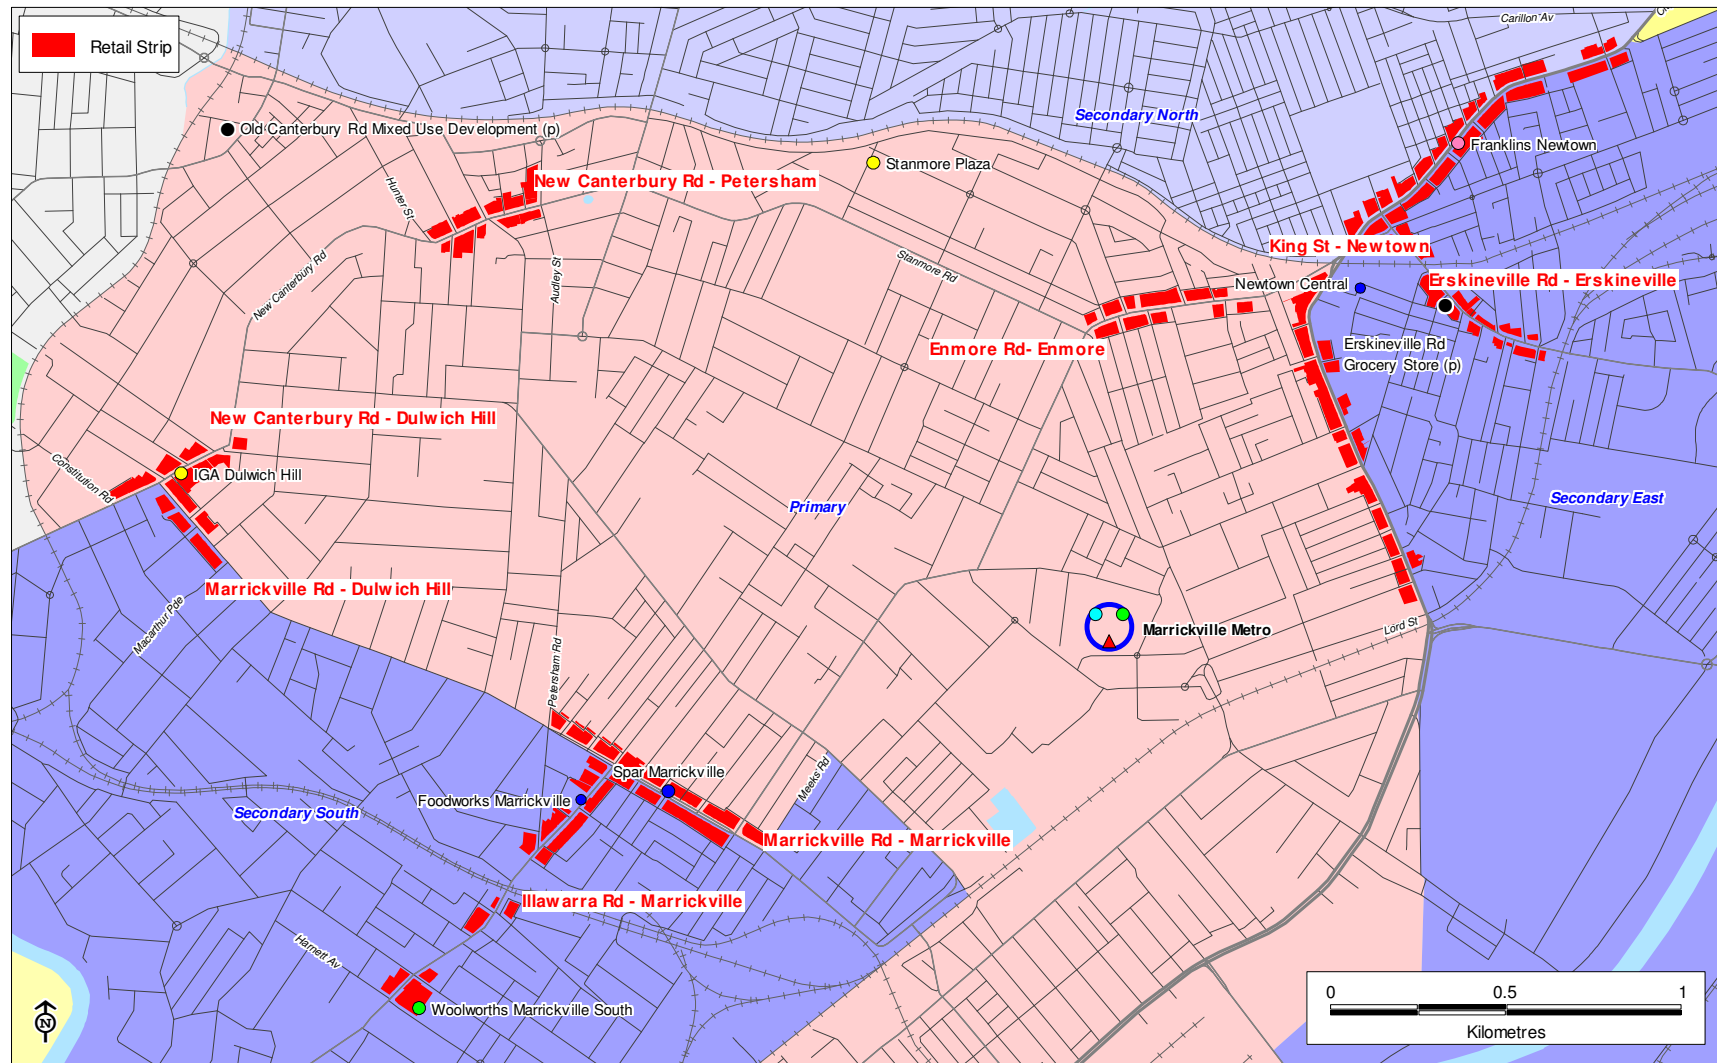 Retail Strip
Carillon Av
Secondary North
Old Canterbury Rd Mixed Use Development (p)
Franklins Newtown
Stanmore Plaza
New Canterbury Rd - Petersham
Hunter St
King St - Newtown
New Canterbury Rd
Audley St
Stanmore Rd
Newtown Central
Erskineville Rd - Erskineville
Enmore Rd- Enmore
Erskineville Rd
Grocery Store (p)
New Canterbury Rd - Dulwich Hill
Constitution Rd
IGA Dulwich Hill
Primary
Secondary East
Marrickville Rd - Dulwich Hill
Macarthur Pde
Marrickville Metro
Lord St
Petersham Rd
Spar Marrickville
Meeks Rd
Foodworks Marrickville
Secondary South
Marrickville Rd - Marrickville
Illawarra Rd - Marrickville
Harnett Av
Woolworths Marrickville South
N
0 0.5 1
Kilometres